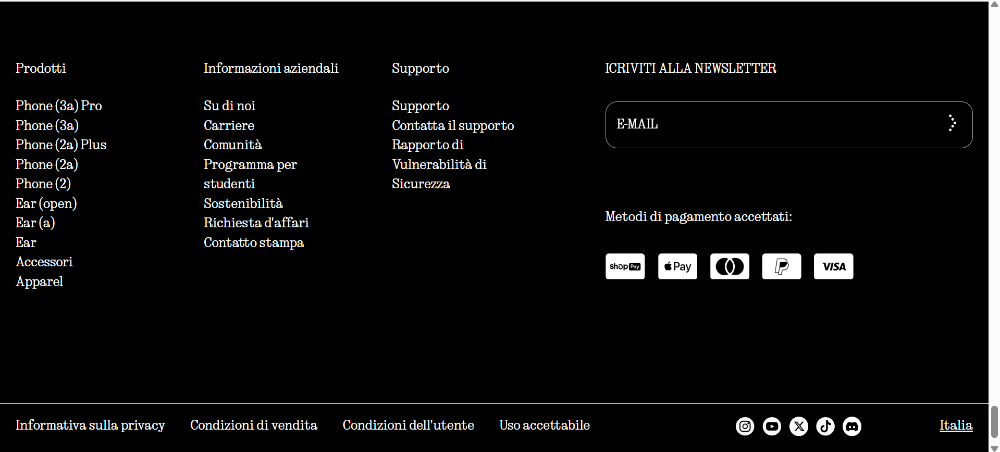 Prodotti
Phone (3a) Pro
Phone (3a)
Phone (2a) Plus
Phone (2a)
Phone (2)
Ear (open)
Ear (a)
Ear
Accessori
Apparel
Informazioni aziendali
Su di noi
Carriere
Comunità
Programma per
studenti
Sostenibilità
Richiesta d'affari
Contatto stampa
Supporto
Supporto
Contatta il supporto
Rapporto di
Vulnerabilità di
Sicurezza
ICRIVITI ALLA NEWSLETTER
E-MAIL
Metodi di pagamento accettati:
shop Pay
Pay
VISA
Informativa sulla privacy
Condizioni di vendita
Condizioni dell'utente
Uso accettabile
Italia